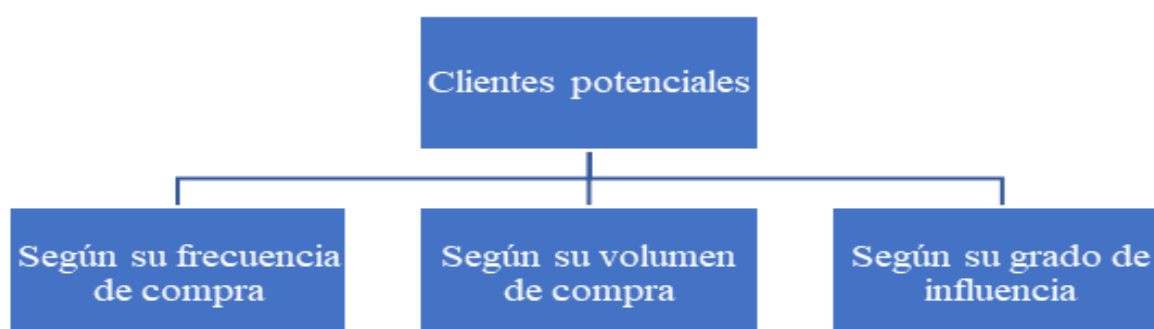 Clientes potenciales
Según su frecuencia
de compra
Según su volumen
de compra
Según su grado de
influencia